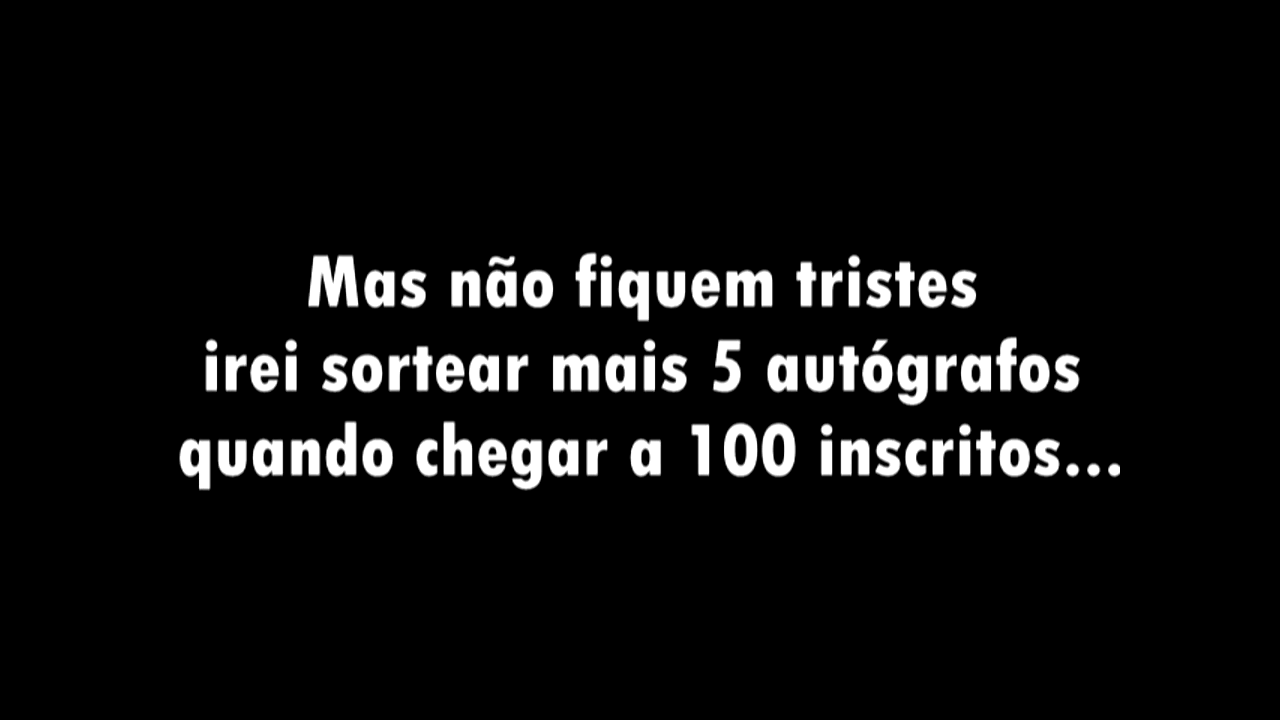 Mas não fiquem tristes
irei sortear mais 5 autógrafos
quando chegar a 100 inscritos...